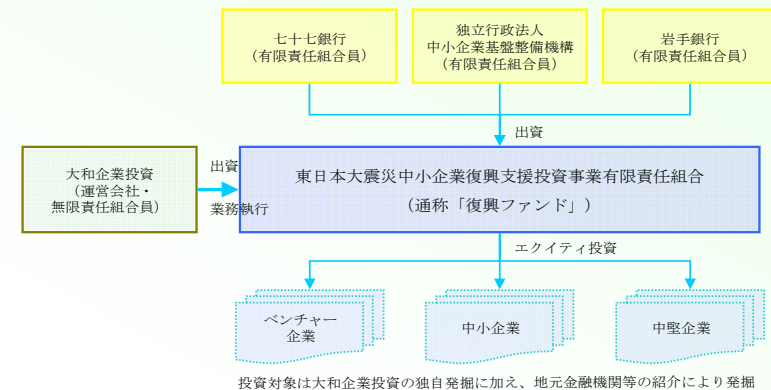 七十七銀行
(有限責任組合員)
独立行政法人
中小企業基盤整備機構
(有限責任組合員)
岩手銀行
(有限責任組合員)
出資
大和企業投資
(運営会社・
無限責任組合員)
出資
業務執行
東日本大震災中小企業復興支援投資事業有限責任組合
(通称「復興ファンド」)
エクイティ投資
ベンチャー
企業
中小企業
中堅企業
投資対象は大和企業投資の独自発掘に加え、地元金融機関等の紹介により発掘